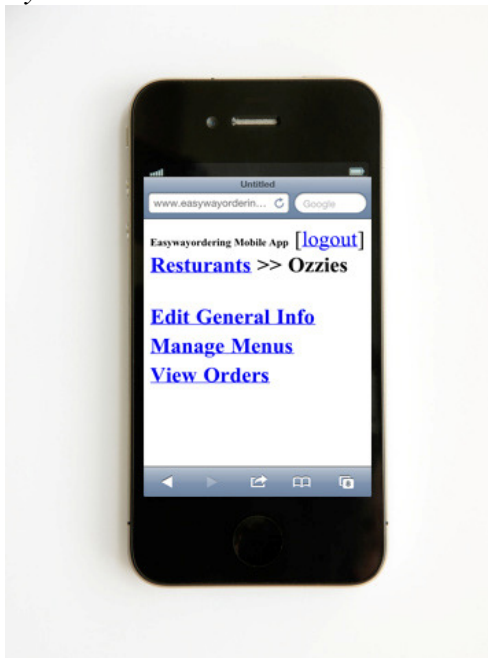 Untitled
www.easywayorderin... Google
Easywayordering Mobile App [logout]
Resturants >> Ozzies
Edit General Info
Manage Menus
View Orders